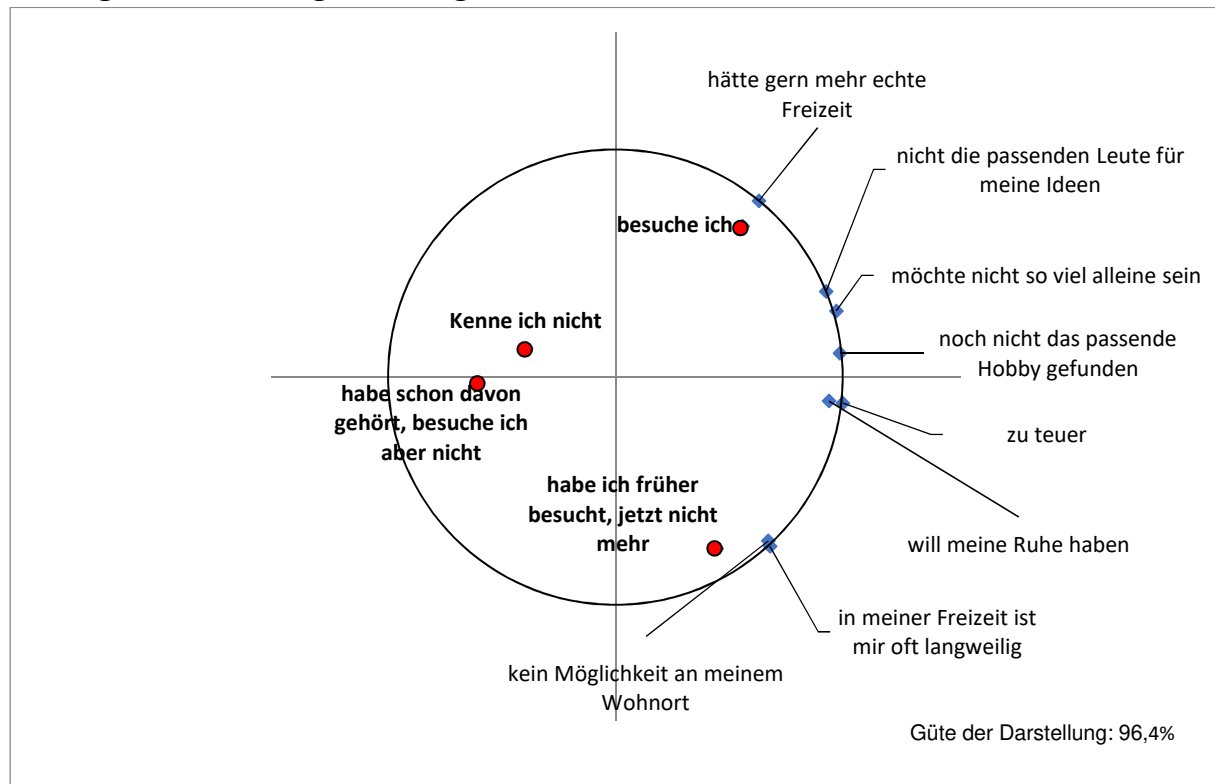 hätte gern mehr echte
Freizeit
nicht die passenden Leute für
meine Ideen
besuche ich
möchte nicht so viel alleine sein
Kenne ich nicht
noch nicht das passende
Hobby gefunden
habe schon davon
gehört, besuche ich
aber nicht
zu teuer
habe ich früher
besucht, jetzt nicht
mehr
will meine Ruhe haben
in meiner Freizeit ist
mir oft langweilig
kein Möglichkeit an meinem
Wohnort
Güte der Darstellung: 96,4%